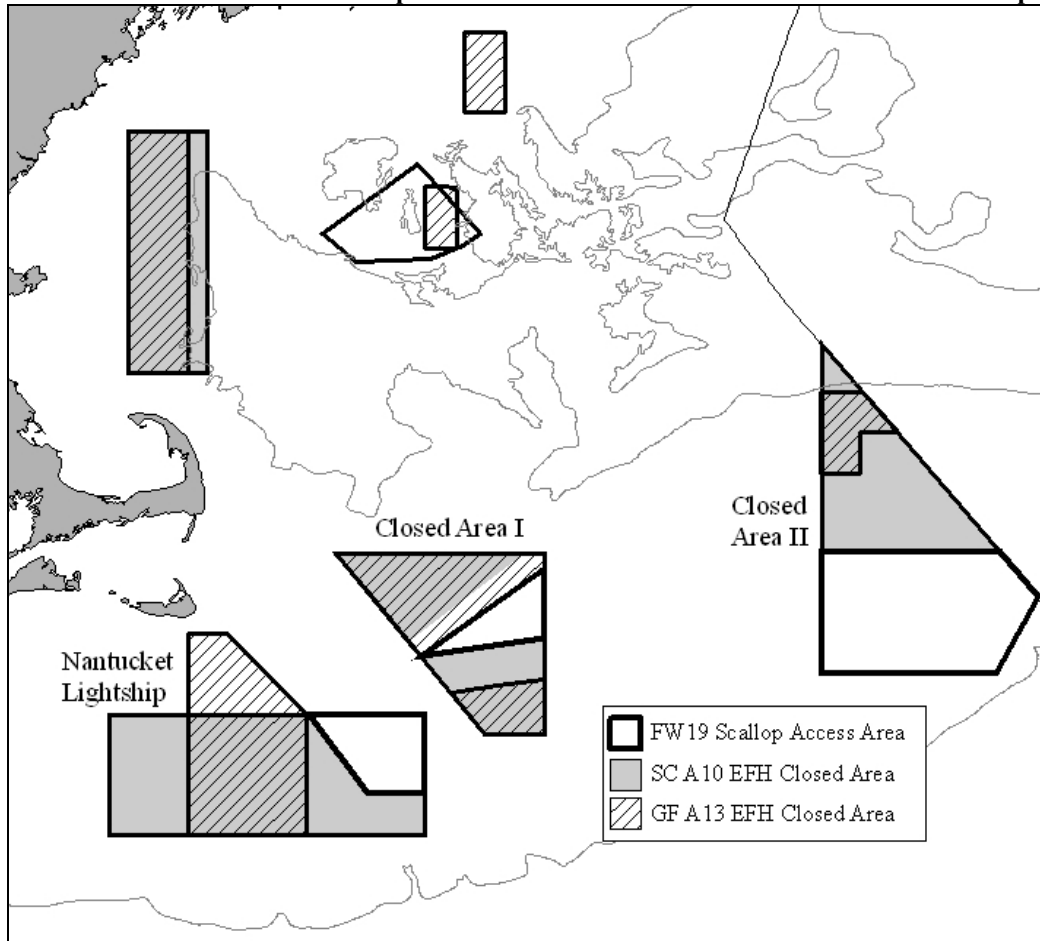 Closed Area I
Closed
Area II
Nantucket
Lightship
FW19 Scallop Access Area
SC A10 EFH Closed Area
GF A13 EFH Closed Area